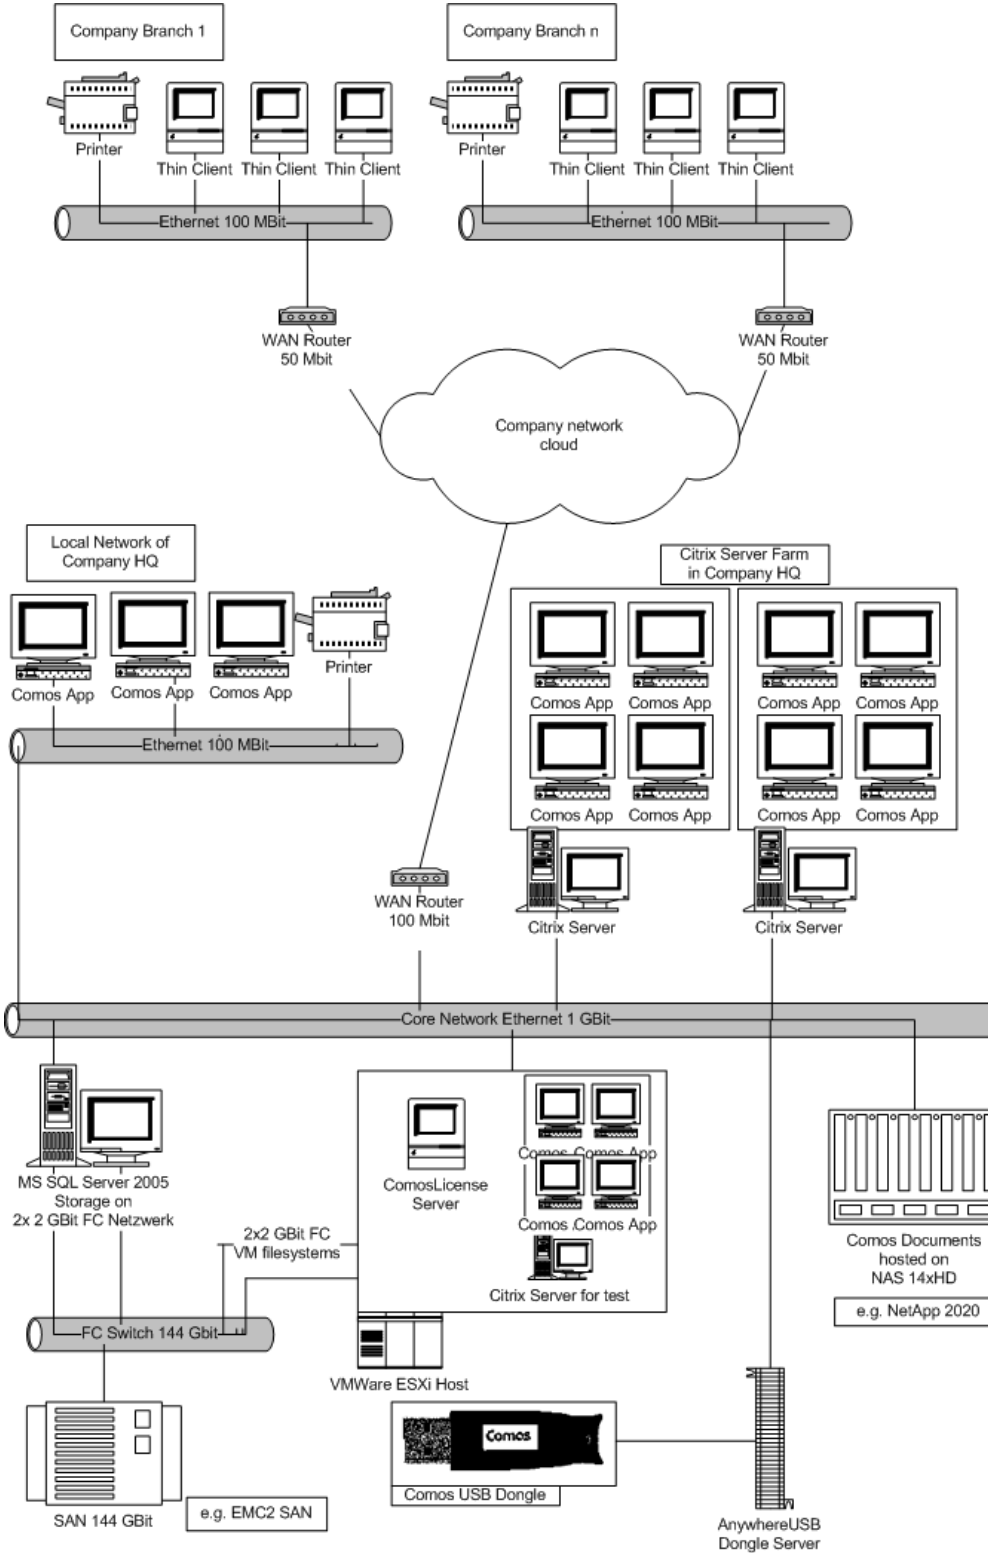 Company Branch 1
Company Branch n
Printer
Thin Client
Thin Client
Thin Client
Printer
Thin Client
Thin Client
Thin Client
Ethernet 100 MBit
Ethernet 100 MBit
WAN Router
50 Mbit
WAN Router
50 Mbit
Company network
cloud
Local Network of
Company HQ
Citrix Server Farm
in Company HQ
Comos App
Comos App
Comos App
Printer
Comos App
Comos App
Comos App
Comos App
Ethernet 100 MBit
Comos App
Comos App
Comos App
Comos App
WAN Router
100 Mbit
Citrix Server
Citrix Server
Core Network Ethernet 1 GBit
MS SQL Server 2005
Storage on
2x 2 GBit FC Netzwerk
ComosLicense
Server
Comos
Comos App
Comos
Comos App
2x2 GBit FC
VM filesystems
Citrix Server for test
Comos Documents
hosted on
NAS 14xHD
e.g. NetApp 2020
FC Switch 144 Gbit
VMWare ESXi Host
Comos
Comos USB Dongle
SAN 144 GBit
e.g. EMC2 SAN
AnywhereUSB
Dongle Server